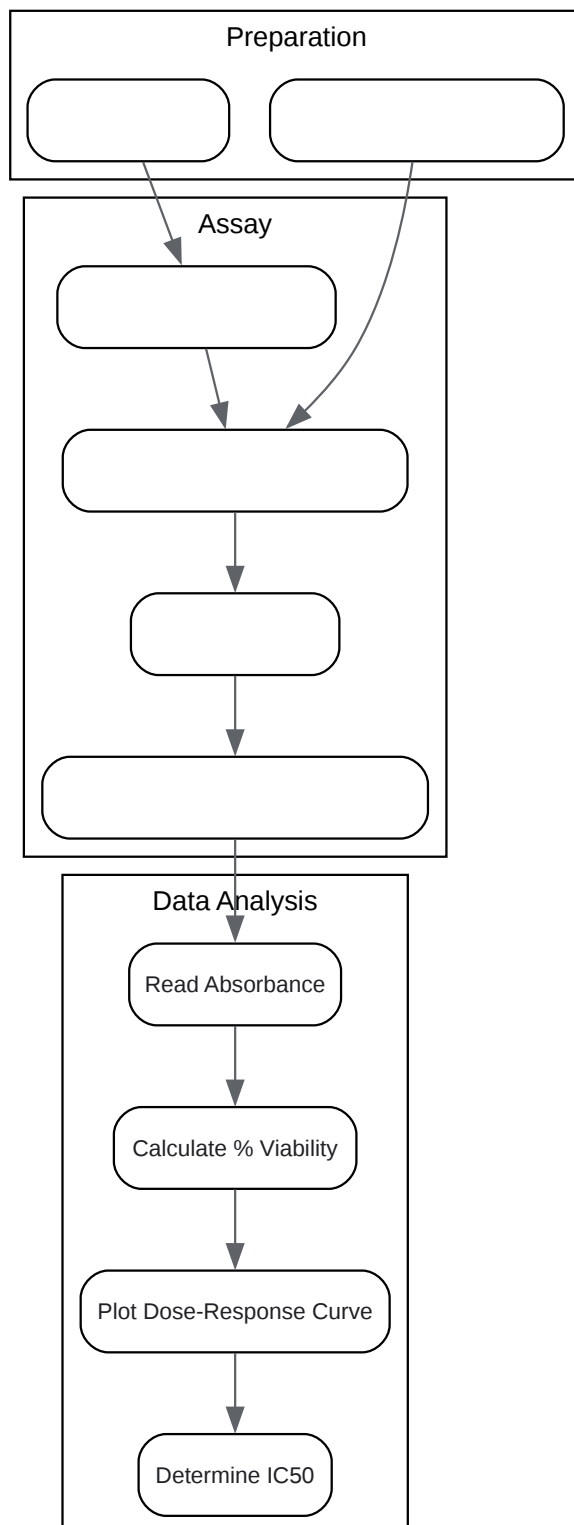 Preparation
Assay
Data Analysis
Read Absorbance
Calculate % Viability
Plot Dose-Response Curve
Determine IC50